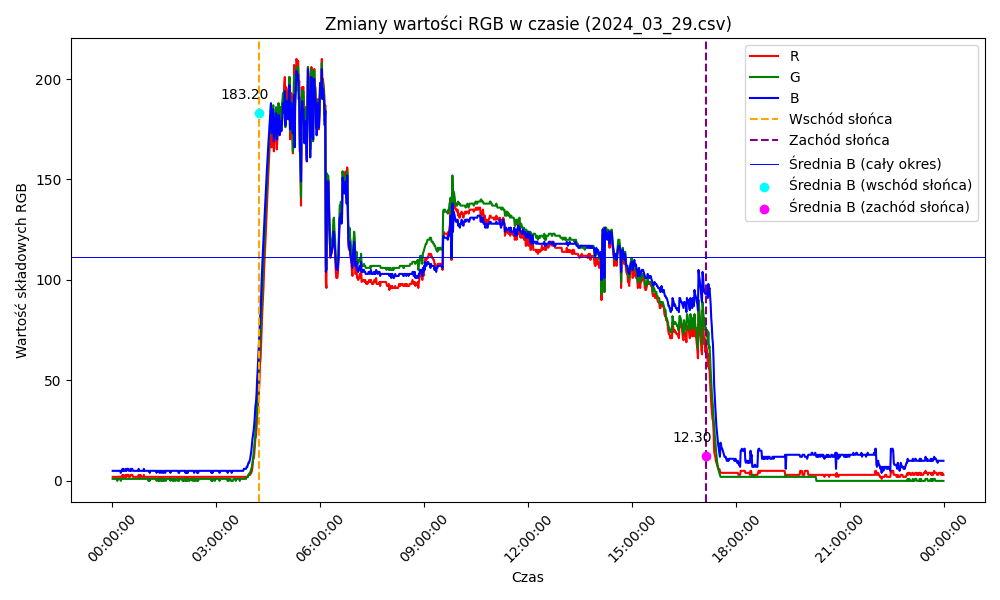 Zmiany wartości RGB w czasie (2024_03_29.csv)
R
G
B
Wschód słońca
Zachód słońca
Średnia B (cały okres)
Średnia B (wschód słońca)
Średnia B (zachód słońca)
183.20
12.30
Wartość składowych RGB
200
150
100
50
0
00:00:00
03:00:00
06:00:00
09:00:00
12:00:00
15:00:00
18:00:00
21:00:00
00:00:00
Czas